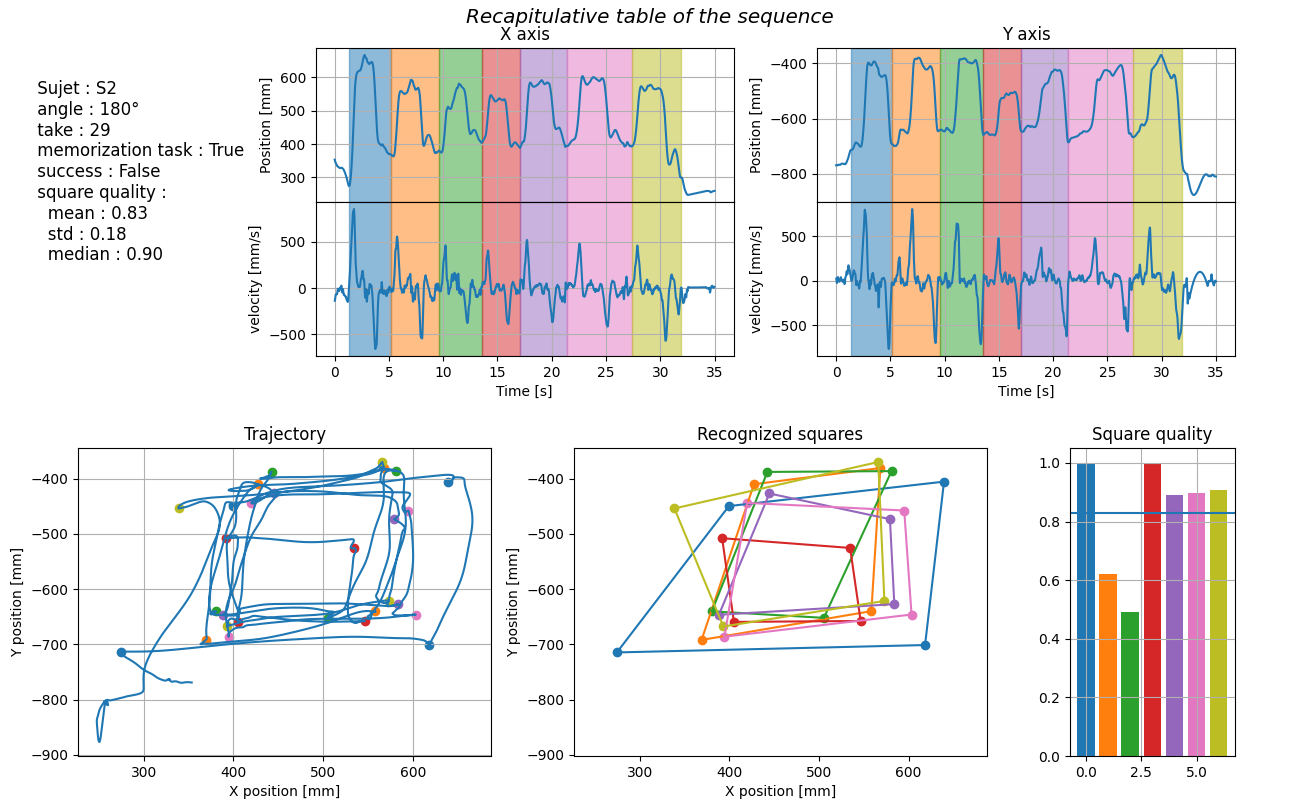 Recapitulative table of the sequence
Sujet : S2
angle : 180°
take : 29
memorization task : True
success : False
square quality :
mean : 0.83
std : 0.18
median : 0.90
X axis
Position [mm]
600
500
400
300
velocity [mm/s]
500
0
−500
0 5 10 15 20 25 30 35
Time [s]
Y axis
Position [mm]
−400
−600
−800
velocity [mm/s]
500
0
−500
0 5 10 15 20 25 30 35
Time [s]
Trajectory
Y position [mm]
−400
−500
−600
−700
−800
−900
300 400 500 600
X position [mm]
Recognized squares
Y position [mm]
−400
−500
−600
−700
−800
−900
300 400 500 600
X position [mm]
Square quality
1.0
0.8
0.6
0.4
0.2
0.0
0.0 2.5 5.0